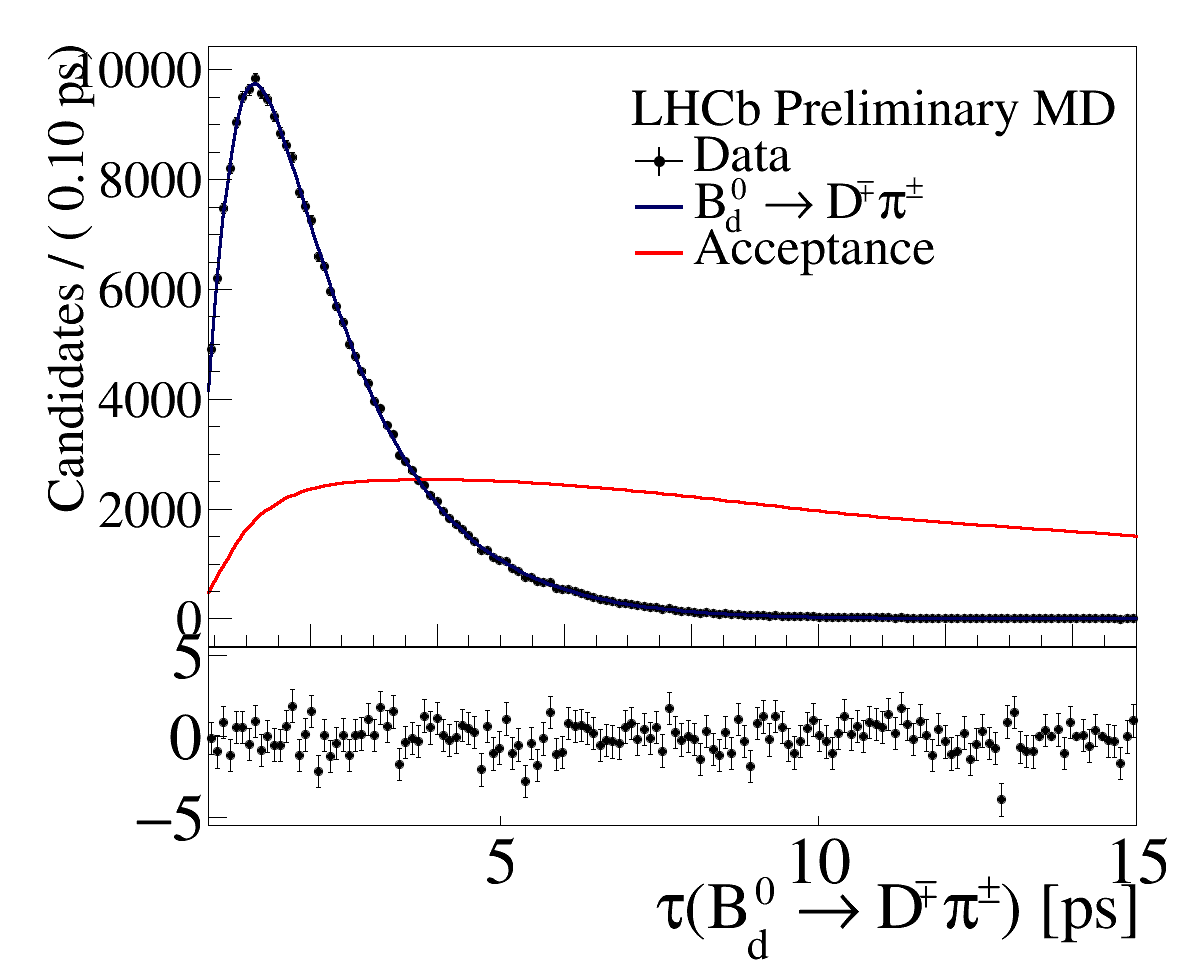 Candidates / ( 0.10 ps)
10000
8000
6000
4000
2000
0
LHCb Preliminary MD
Data
B⁰_d → D^∓ π^±
Acceptance
5
0
−5
5 10 15
τ(B⁰_d → D^∓ π^±) [ps]